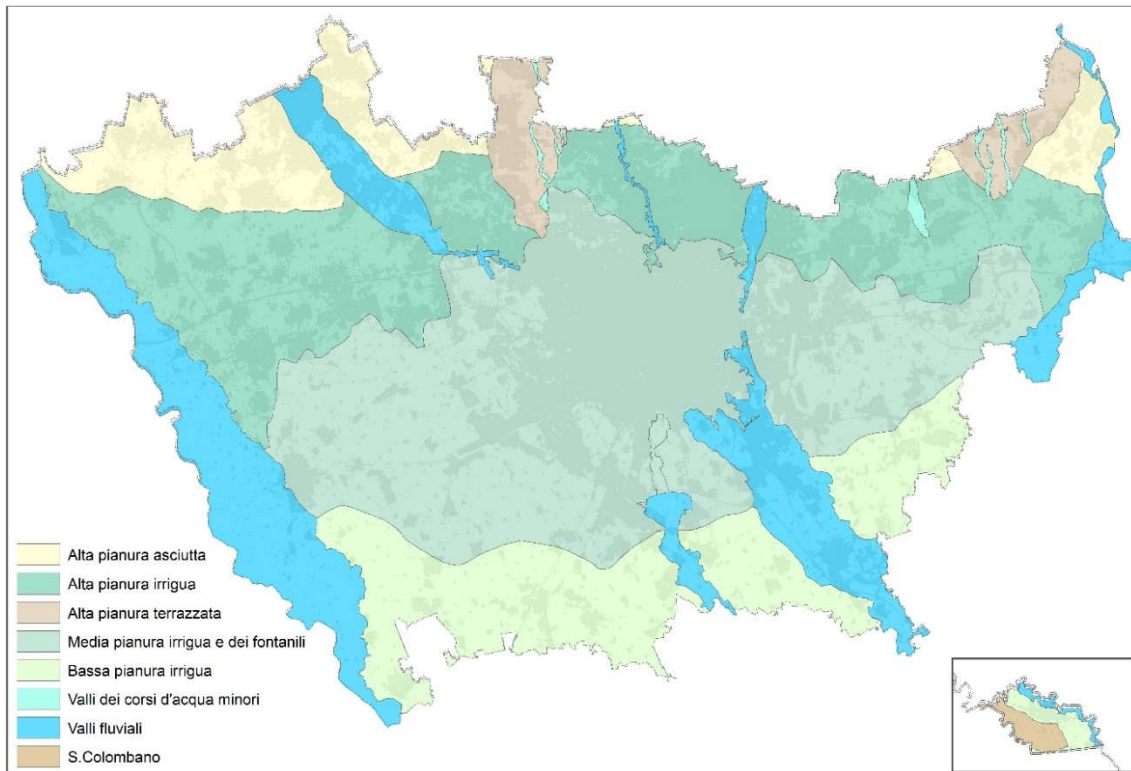 Alta pianura asciutta
Alta pianura irrigua
Alta pianura terrazzata
Media pianura irrigua e dei fontanili
Bassa pianura irrigua
Valli dei corsi d'acqua minori
Valli fluviali
S.Colombano